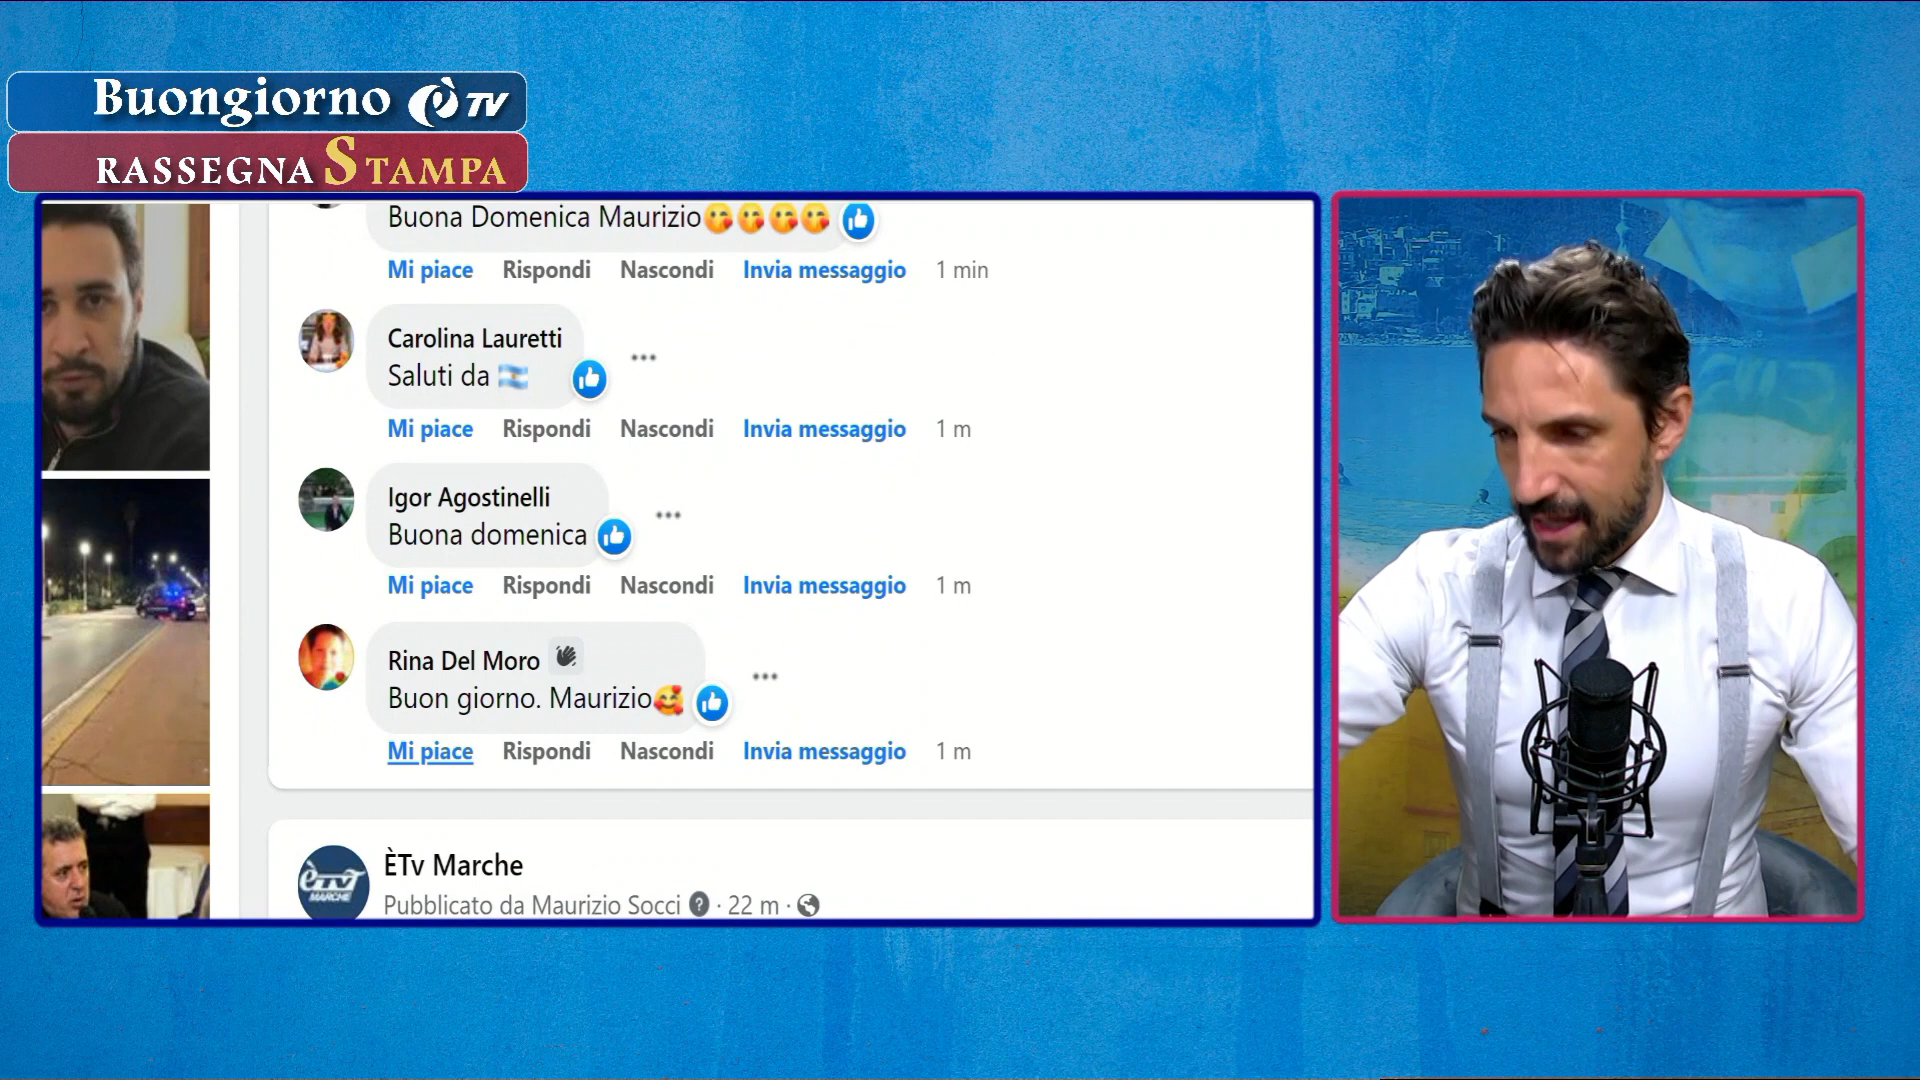 Buongiorno èTV
RASSEGNA STAMPA
Buona Domenica Maurizio😘😘😘😘
Mi piace Rispondi Nascondi Invia messaggio 1 min
Carolina Lauretti
Saluti da 🇦🇷
Mi piace Rispondi Nascondi Invia messaggio 1 m
Igor Agostinelli
Buona domenica
Mi piace Rispondi Nascondi Invia messaggio 1 m
Rina Del Moro 👋
Buon giorno. Maurizio🥰
Mi piace Rispondi Nascondi Invia messaggio 1 m
èTV
MARCHE
ÈTv Marche
Pubblicato da Maurizio Socci · 22 m ·